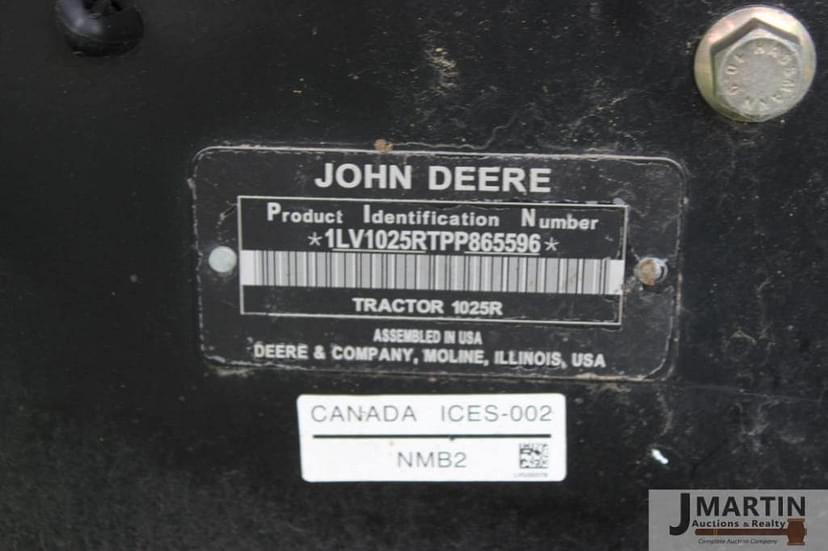 JOHN DEERE
Product Identification Number
*1LV1025RTPP865596*
TRACTOR 1025R
ASSEMBLED IN USA
DEERE & COMPANY, MOLINE, ILLINOIS, USA
CANADA ICES-002
NMB2
JMARTIN
Auctions & Realty
Complete Auction Company